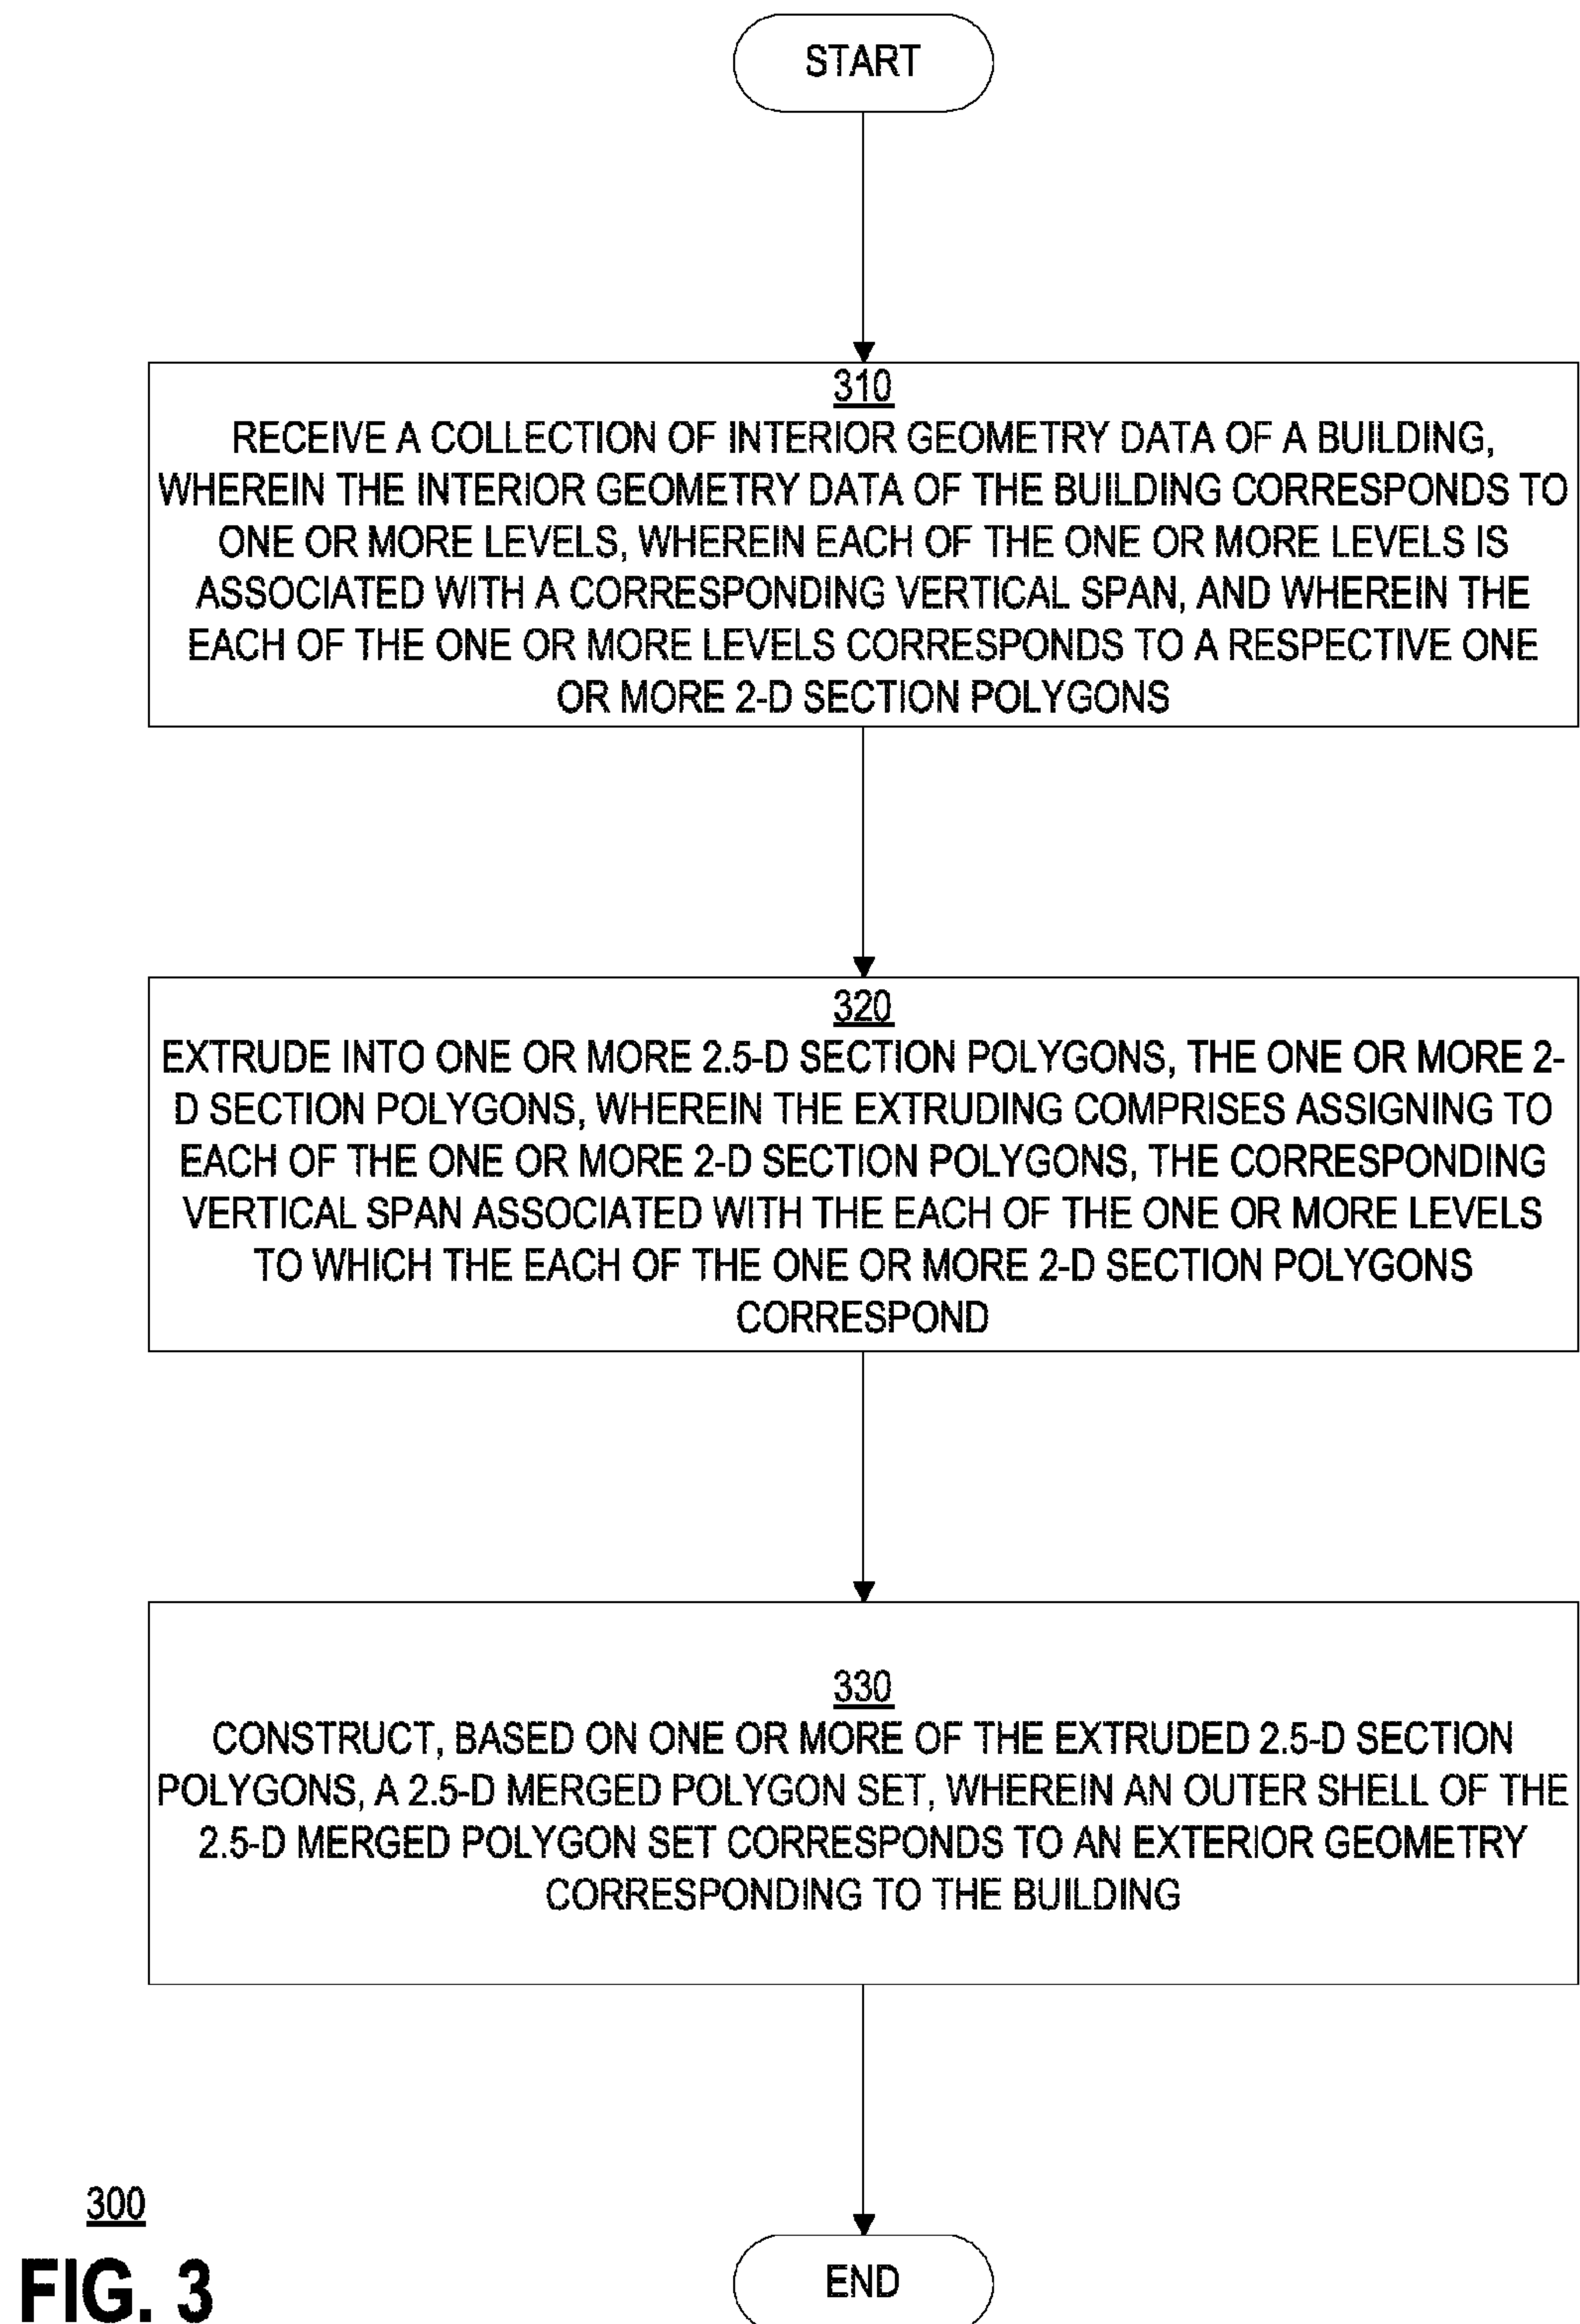 START
310
RECEIVE A COLLECTION OF INTERIOR GEOMETRY DATA OF A BUILDING,
WHEREIN THE INTERIOR GEOMETRY DATA OF THE BUILDING CORRESPONDS TO
ONE OR MORE LEVELS, WHEREIN EACH OF THE ONE OR MORE LEVELS IS
ASSOCIATED WITH A CORRESPONDING VERTICAL SPAN, AND WHEREIN THE
EACH OF THE ONE OR MORE LEVELS CORRESPONDS TO A RESPECTIVE ONE
OR MORE 2-D SECTION POLYGONS
320
EXTRUDE INTO ONE OR MORE 2.5-D SECTION POLYGONS, THE ONE OR MORE 2-
D SECTION POLYGONS, WHEREIN THE EXTRUDING COMPRISES ASSIGNING TO
EACH OF THE ONE OR MORE 2-D SECTION POLYGONS, THE CORRESPONDING
VERTICAL SPAN ASSOCIATED WITH THE EACH OF THE ONE OR MORE LEVELS
TO WHICH THE EACH OF THE ONE OR MORE 2-D SECTION POLYGONS
CORRESPOND
330
CONSTRUCT, BASED ON ONE OR MORE OF THE EXTRUDED 2.5-D SECTION
POLYGONS, A 2.5-D MERGED POLYGON SET, WHEREIN AN OUTER SHELL OF THE
2.5-D MERGED POLYGON SET CORRESPONDS TO AN EXTERIOR GEOMETRY
CORRESPONDING TO THE BUILDING
300
FIG. 3
END